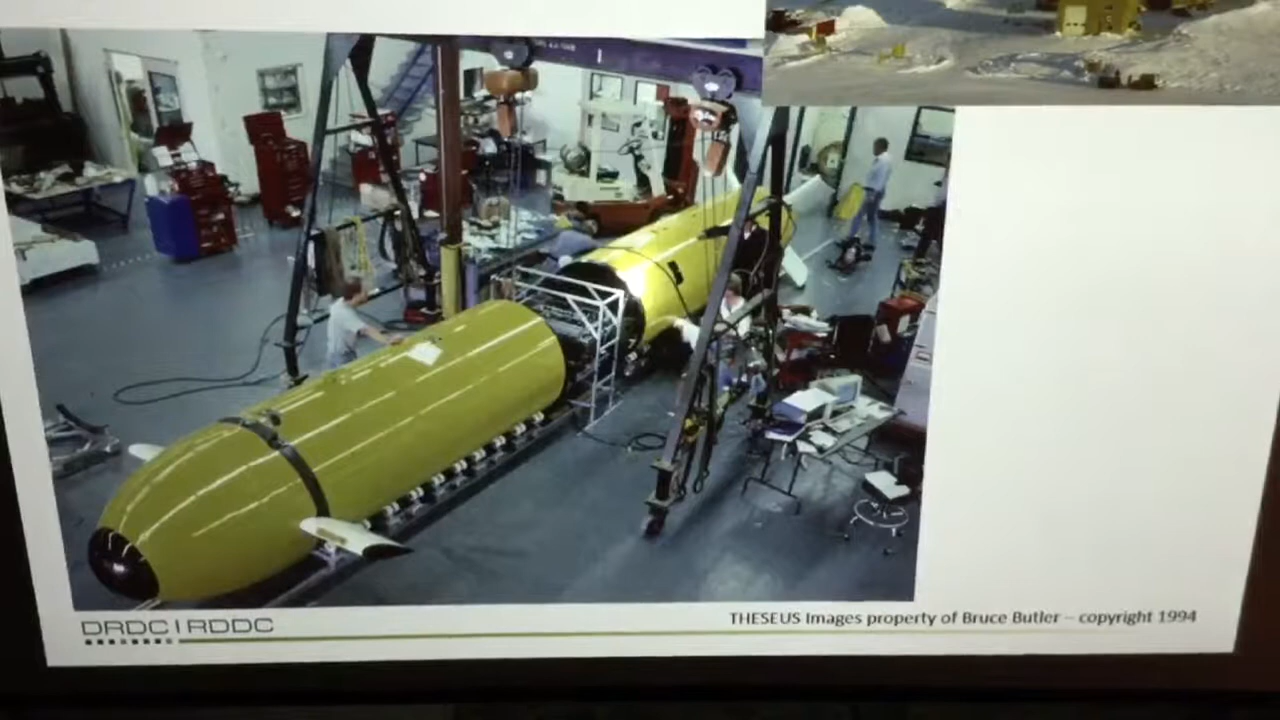 DRDC | RDDC
THESEUS Images property of Bruce Butler – copyright 1994